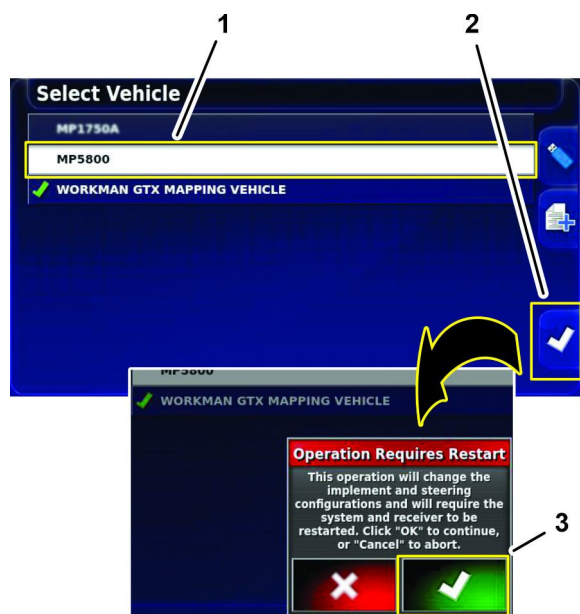 1
2
Select Vehicle
MP1750A
MP5800
WORKMAN GTX MAPPING VEHICLE
MP5800
WORKMAN GTX MAPPING VEHICLE
Operation Requires Restart
This operation will change the
implement and steering
configurations and will require the
system and receiver to be
restarted. Click "OK" to continue,
or "Cancel" to abort.
3